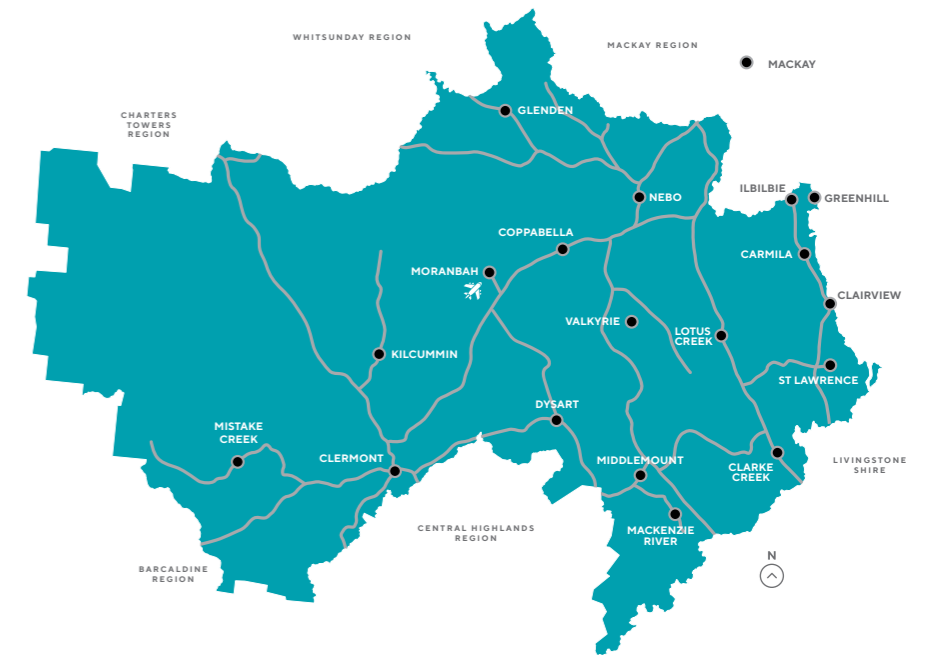 WHITSUNDAY REGION
MACKAY REGION
MACKAY
GLENDEN
CHARTERS
TOWERS
REGION
ILBILBIE
NEBO
GREENHILL
COPPABELLA
CARMILA
MORANBAH
CLAIRVIEW
VALKYRIE
LOTUS
CREEK
KILCUMMIN
ST LAWRENCE
DYSART
MISTAKE
CREEK
CLERMONT
MIDDLEMOUNT
LIVINGSTONE
SHIRE
CLARKE
CREEK
CENTRAL HIGHLANDS
REGION
MACKENZIE
RIVER
N
BARCALDINE
REGION